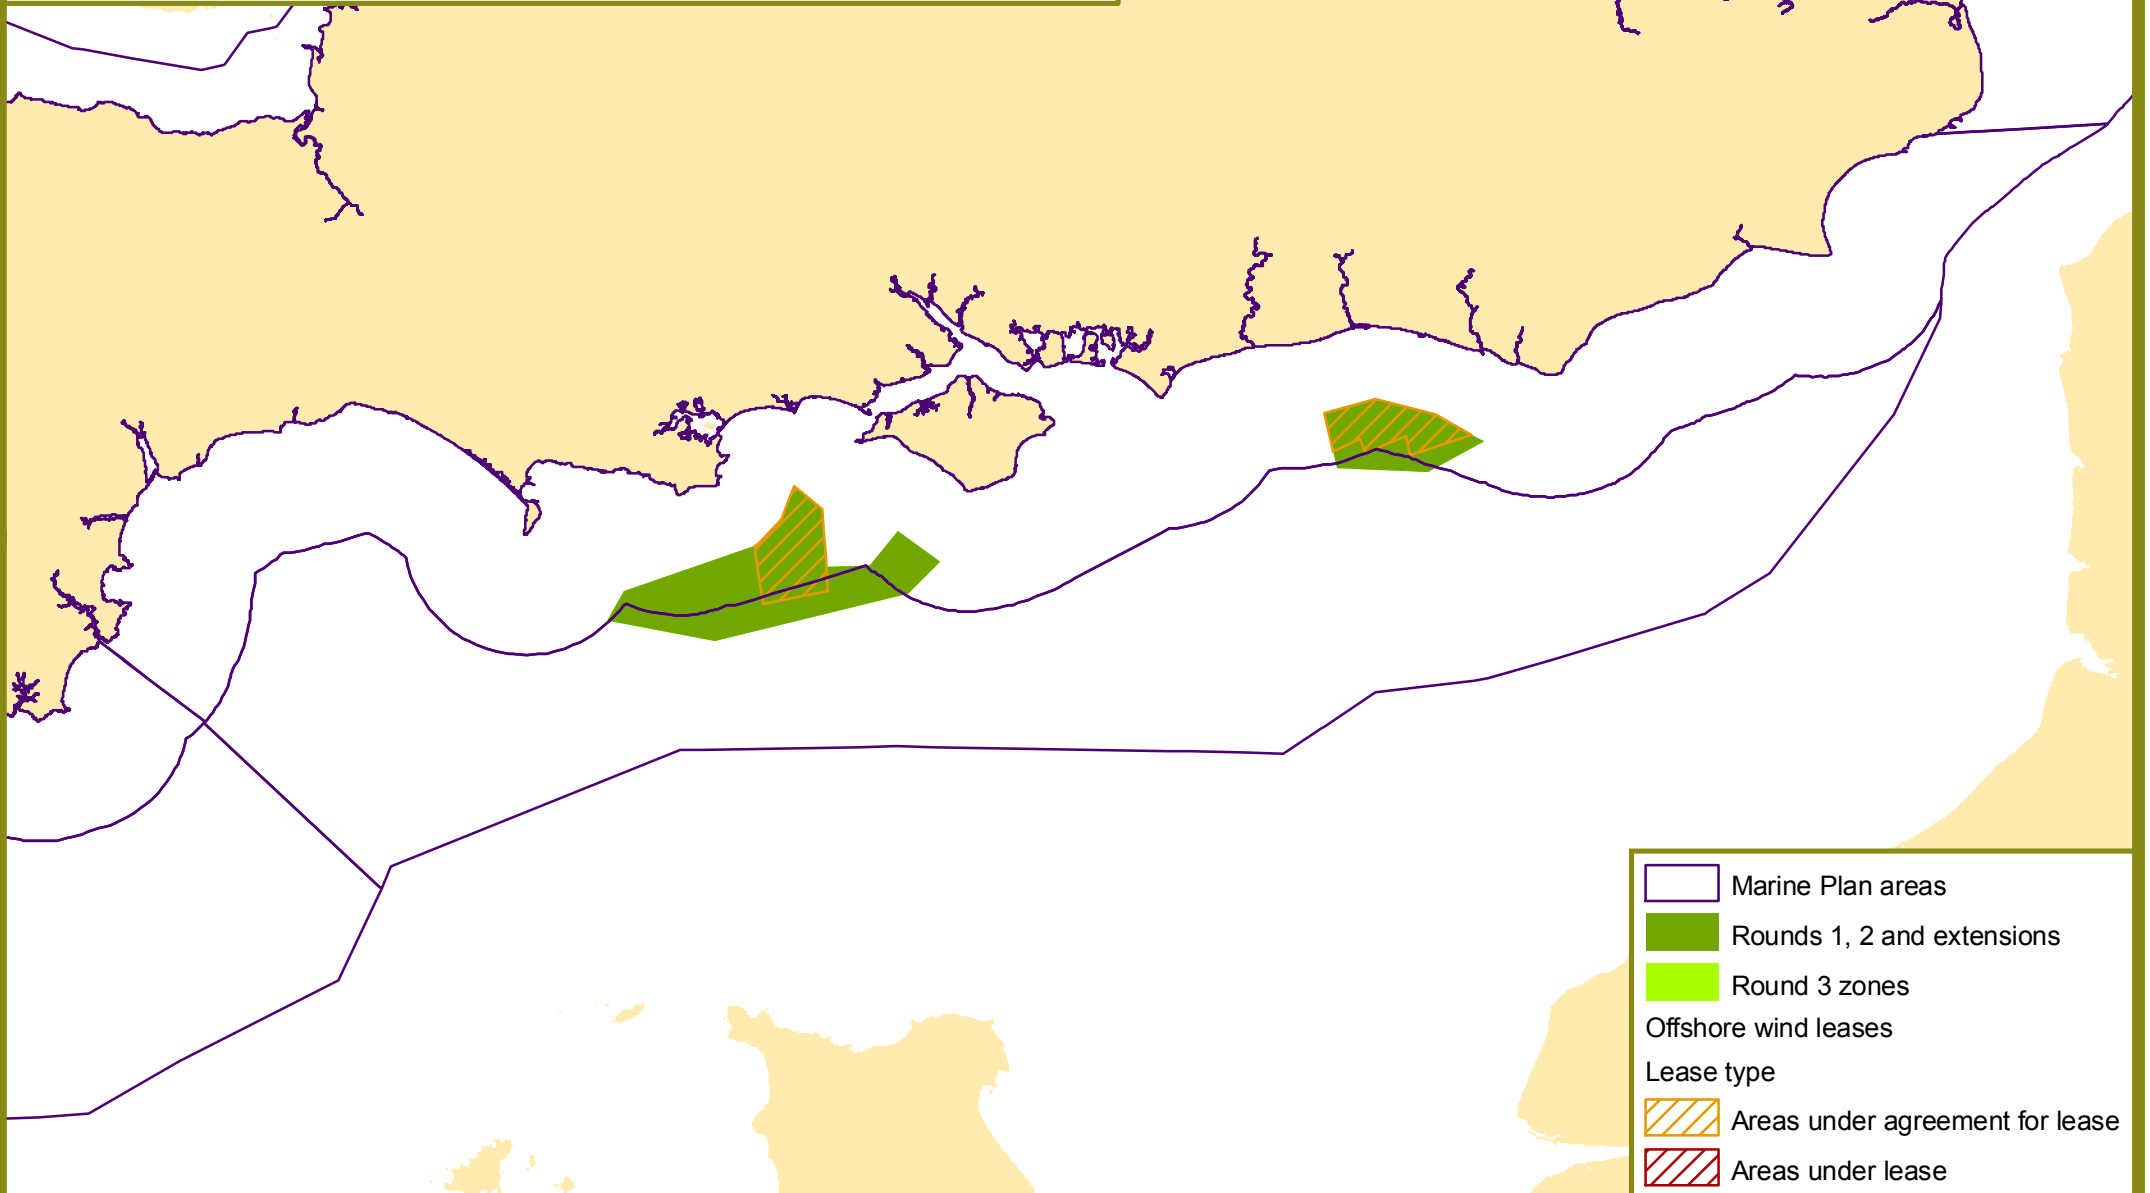 Marine Plan areas
Rounds 1, 2 and extensions
Round 3 zones
Offshore wind leases
Lease type
Areas under agreement for lease
Areas under lease